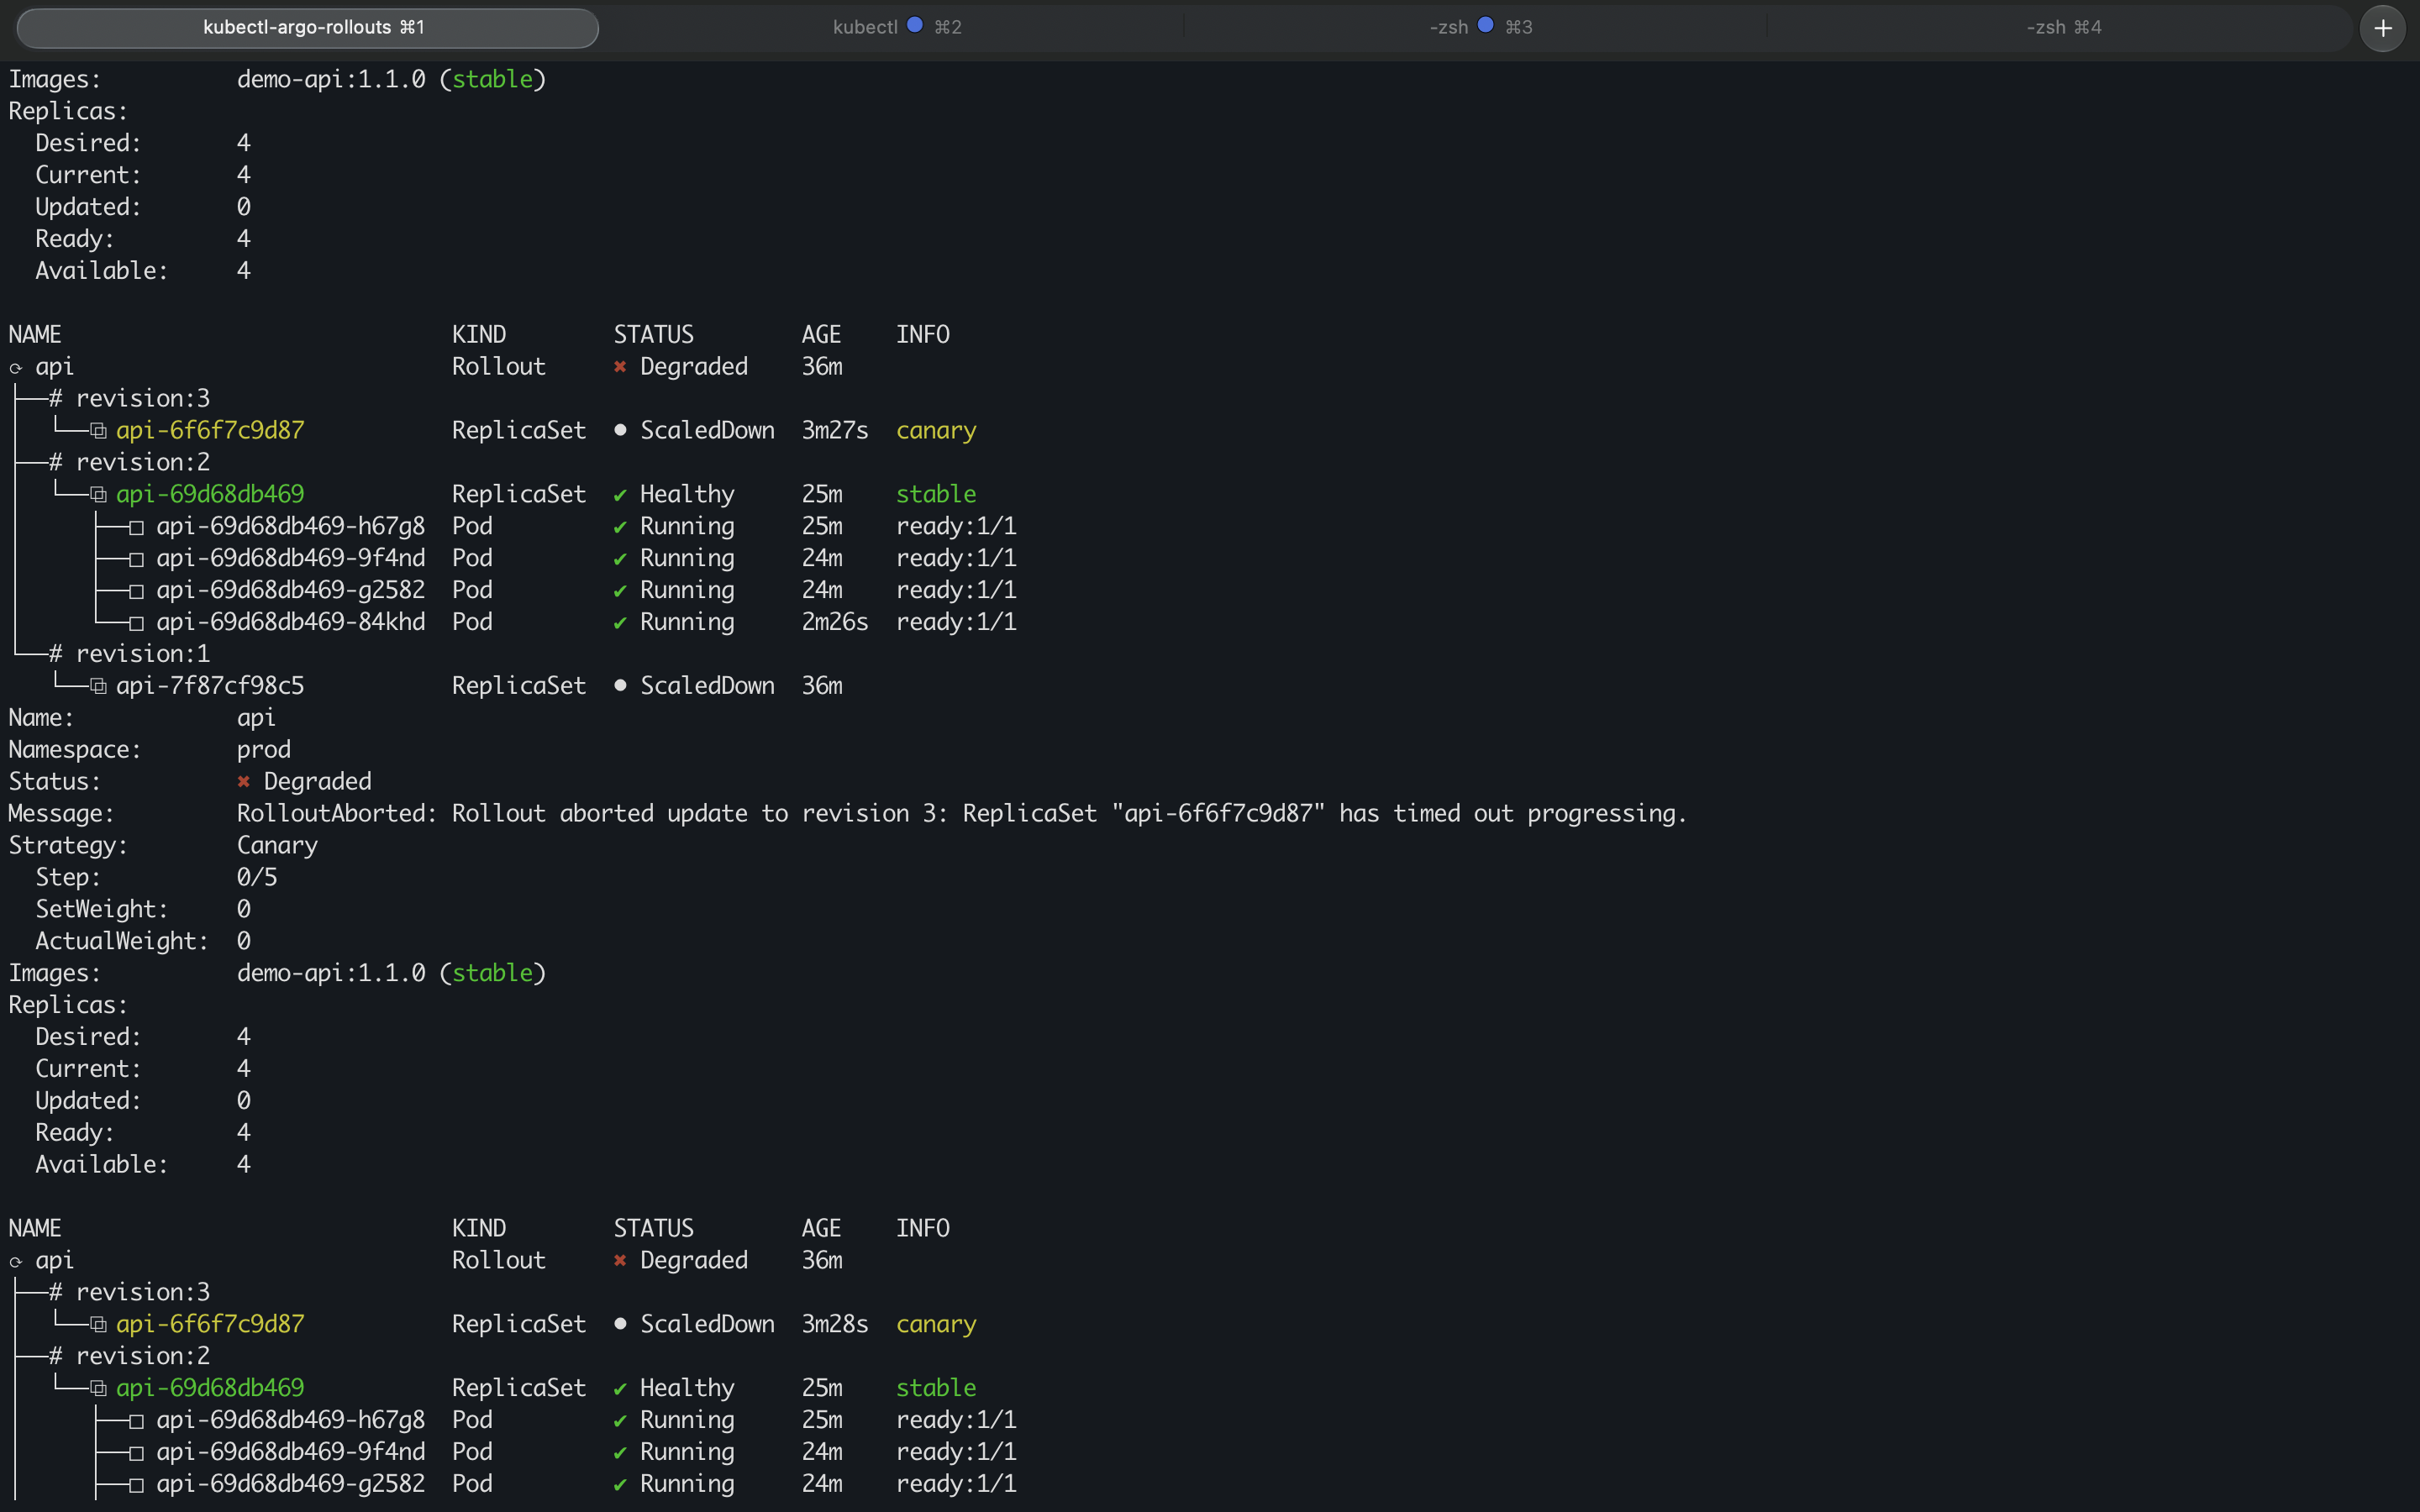 kubectl-argo-rollouts ⌘1 kubectl ⌘2 -zsh ⌘3 -zsh ⌘4 +
Images: demo-api:1.1.0 (stable)
Replicas:
Desired: 4
Current: 4
Updated: 0
Ready: 4
Available: 4
NAME KIND STATUS AGE INFO
⟳ api Rollout ✖ Degraded 36m
├──# revision:3
│ └──⧉ api-6f6f7c9d87 ReplicaSet • ScaledDown 3m27s canary
├──# revision:2
│ └──⧉ api-69d68db469 ReplicaSet ✔ Healthy 25m stable
│ ├──□ api-69d68db469-h67g8 Pod ✔ Running 25m ready:1/1
│ ├──□ api-69d68db469-9f4nd Pod ✔ Running 24m ready:1/1
│ ├──□ api-69d68db469-g2582 Pod ✔ Running 24m ready:1/1
│ └──□ api-69d68db469-84khd Pod ✔ Running 2m26s ready:1/1
└──# revision:1
└──⧉ api-7f87cf98c5 ReplicaSet • ScaledDown 36m
Name: api
Namespace: prod
Status: ✖ Degraded
Message: RolloutAborted: Rollout aborted update to revision 3: ReplicaSet "api-6f6f7c9d87" has timed out progressing.
Strategy: Canary
Step: 0/5
SetWeight: 0
ActualWeight: 0
Images: demo-api:1.1.0 (stable)
Replicas:
Desired: 4
Current: 4
Updated: 0
Ready: 4
Available: 4
NAME KIND STATUS AGE INFO
⟳ api Rollout ✖ Degraded 36m
├──# revision:3
│ └──⧉ api-6f6f7c9d87 ReplicaSet • ScaledDown 3m28s canary
├──# revision:2
│ └──⧉ api-69d68db469 ReplicaSet ✔ Healthy 25m stable
│ ├──□ api-69d68db469-h67g8 Pod ✔ Running 25m ready:1/1
│ ├──□ api-69d68db469-9f4nd Pod ✔ Running 24m ready:1/1
│ ├──□ api-69d68db469-g2582 Pod ✔ Running 24m ready:1/1